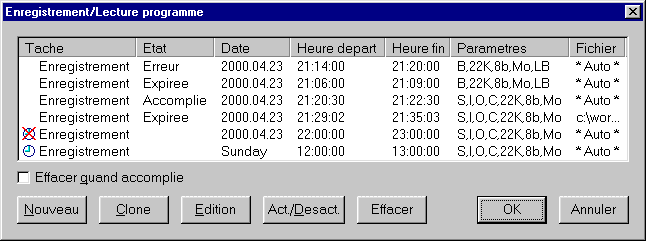 Enregistrement/Lecture programme
Tache Etat Date Heure depart Heure fin Parametres Fichier
Enregistrement Erreur 2000.04.23 21:14:00 21:20:00 B,22K,8b,Mo,LB * Auto *
Enregistrement Expiree 2000.04.23 21:06:00 21:09:00 B,22K,8b,Mo,LB * Auto *
Enregistrement Accomplie 2000.04.23 21:20:30 21:22:30 S,I,O,C,22K,8b,Mo * Auto *
Enregistrement Expiree 2000.04.23 21:29:02 21:35:03 S,I,O,C,22K,8b,Mo c:\wor...
Enregistrement 2000.04.23 22:00:00 23:00:00 S,I,O,C,22K,8b,Mo * Auto *
Enregistrement Sunday 12:00:00 13:00:00 S,I,O,C,22K,8b,Mo * Auto *
Effacer quand accomplie
Nouveau Clone Edition Act./Desact. Effacer OK Annuler